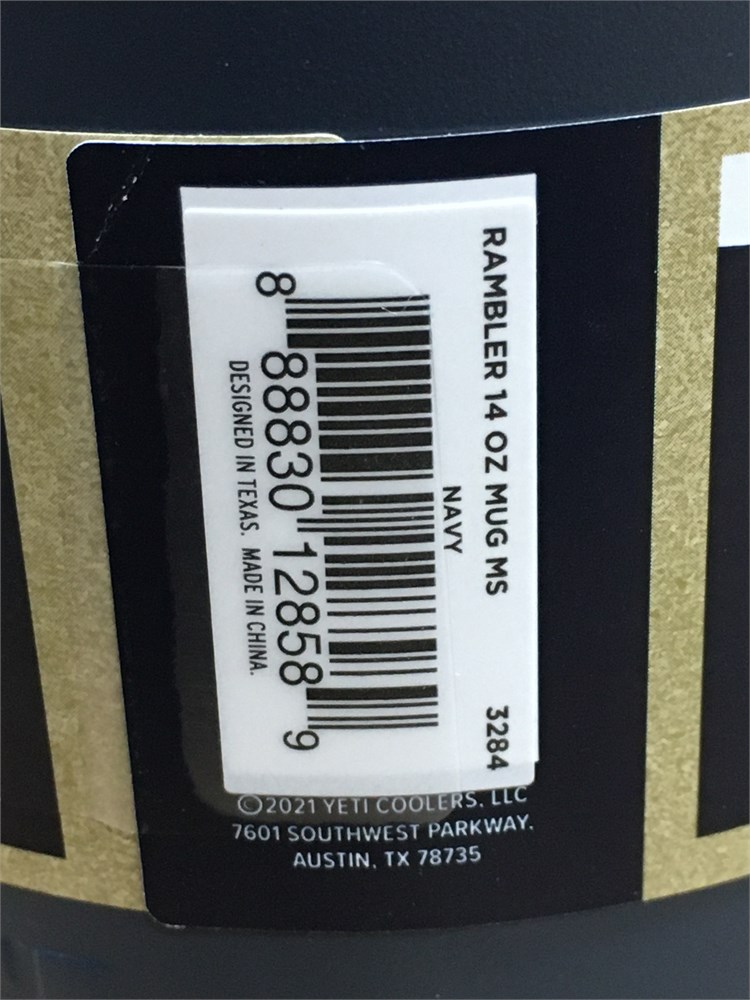 RAMBLER 14 OZ MUG MS 3284
NAVY
8 88830 12858 9
DESIGNED IN TEXAS. MADE IN CHINA.
©2021 YETI COOLERS. LLC
7601 SOUTHWEST PARKWAY.
AUSTIN, TX 78735